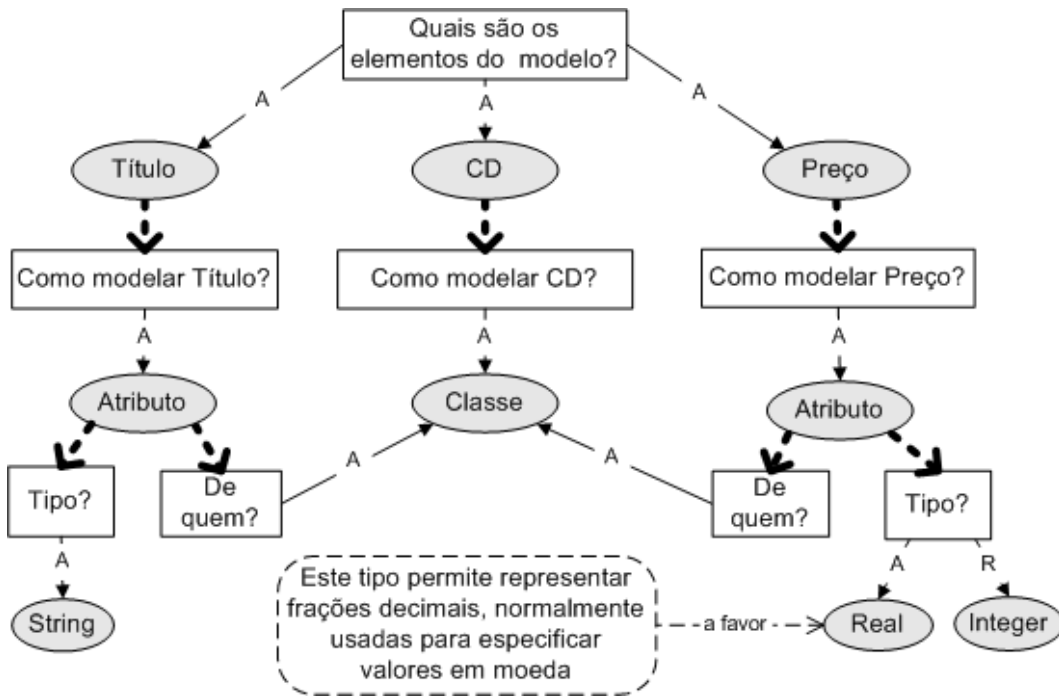 Quais são os
elementos do modelo?
A
A
A
Título
CD
Preço
Como modelar Título?
Como modelar CD?
Como modelar Preço?
A
A
A
Atributo
Classe
Atributo
A
A
Tipo?
De
quem?
De
quem?
Tipo?
A
A
R
Este tipo permite representar
frações decimais, normalmente
usadas para especificar
valores em moeda
a favor
String
Real
Integer